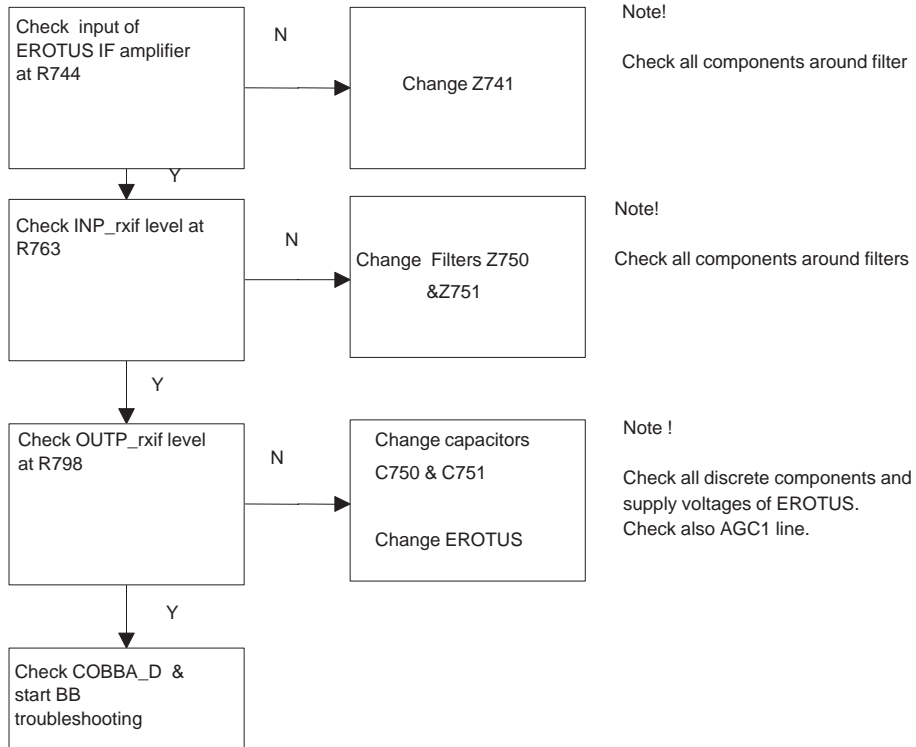 Check input of
EROTUS IF amplifier
at R744
N
Change Z741
Note!
Check all components around filter
Y
Check INP_rxif level at
R763
N
Change Filters Z750
&Z751
Note!
Check all components around filters
Y
Check OUTP_rxif level
at R798
N
Change capacitors
C750 & C751
Change EROTUS
Note !
Check all discrete components and
supply voltages of EROTUS.
Check also AGC1 line.
Y
Check COBBA_D &
start BB
troubleshooting